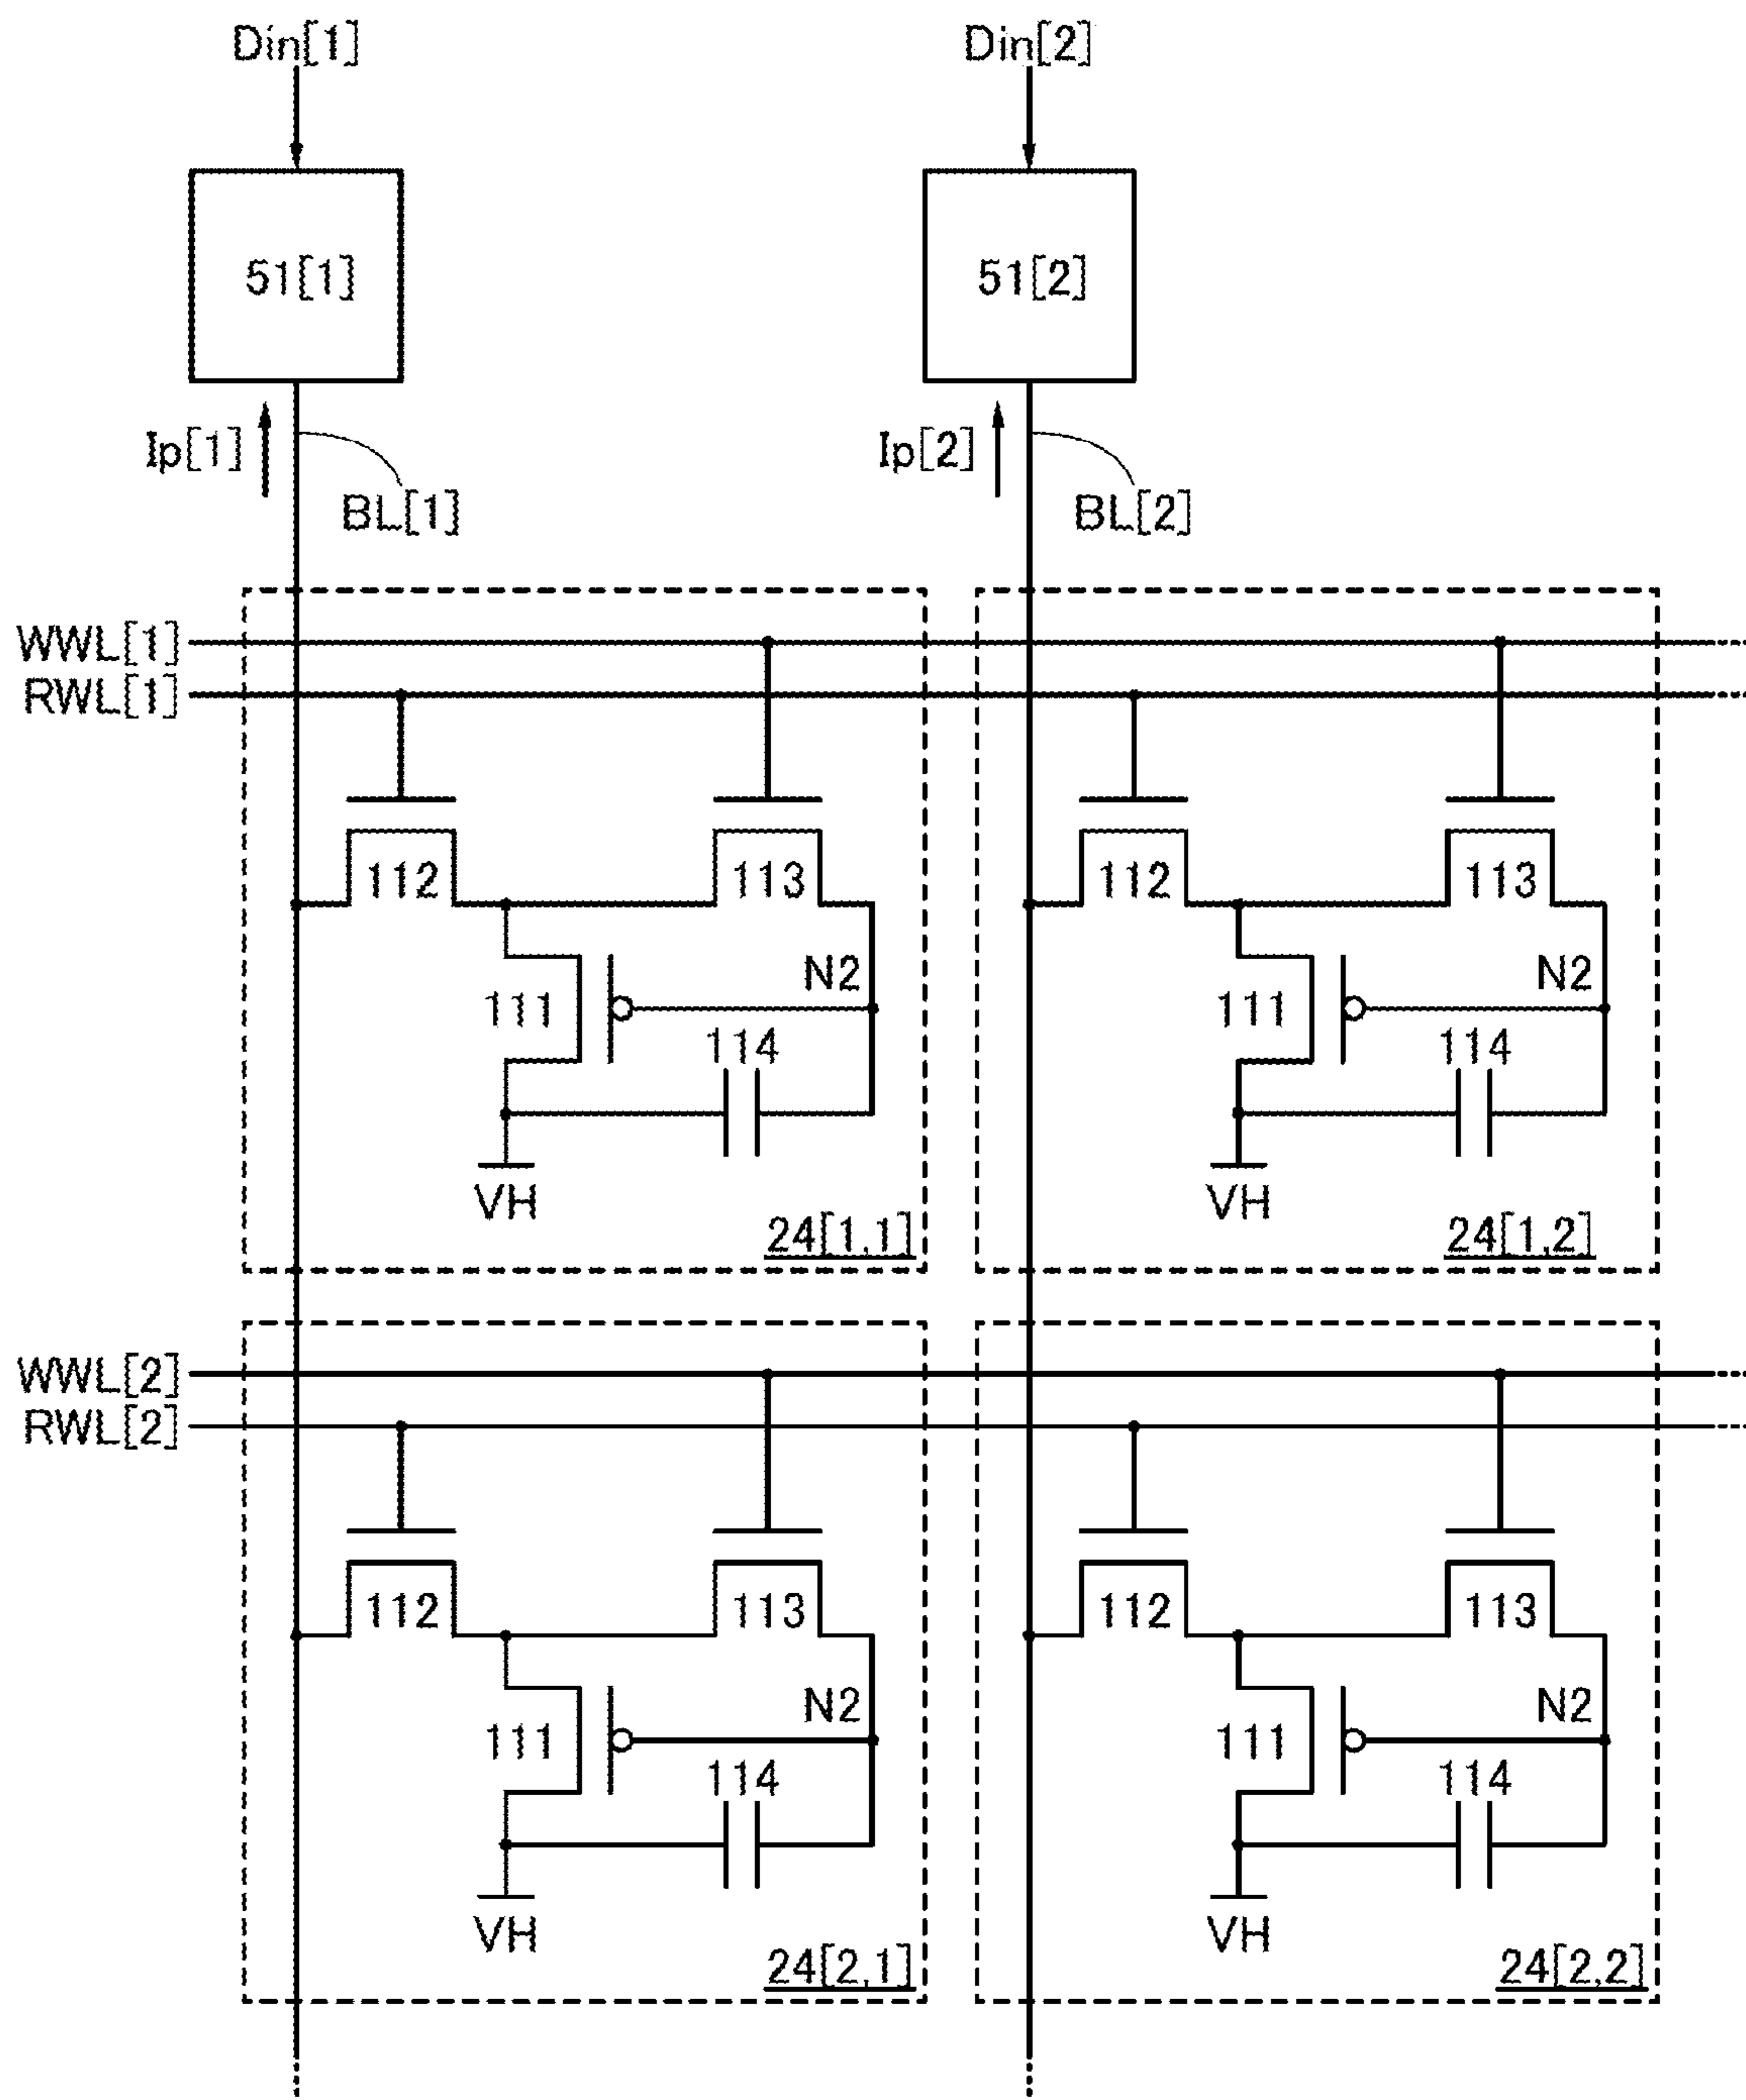 Din[1] Din[2]
51[1] 51[2]
Ip[1] Ip[2]
BL[1] BL[2]
WWL[1]
RWL[1]
112 113 112 113
N2 N2
111 111
114 114
VH VH
24[1,1] 24[1,2]
WWL[2]
RWL[2]
112 113 112 113
N2 N2
111 111
114 114
VH VH
24[2,1] 24[2,2]